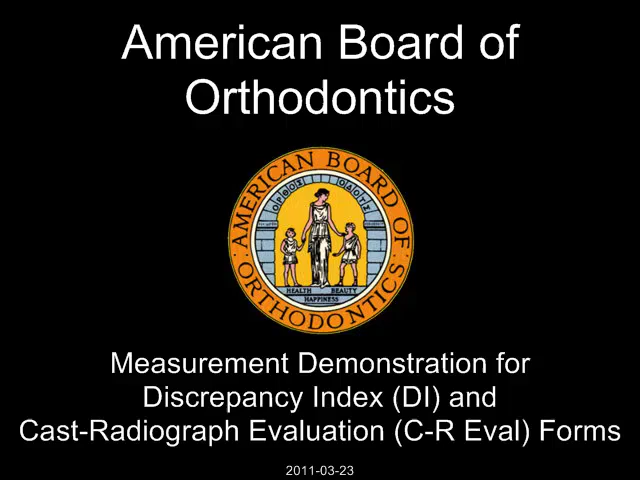 American Board of
Orthodontics
AMERICAN BOARD OF
ORTHODONTICS
HEALTH BEAUTY
HAPPINESS
Measurement Demonstration for
Discrepancy Index (DI) and
Cast-Radiograph Evaluation (C-R Eval) Forms
2011-03-23